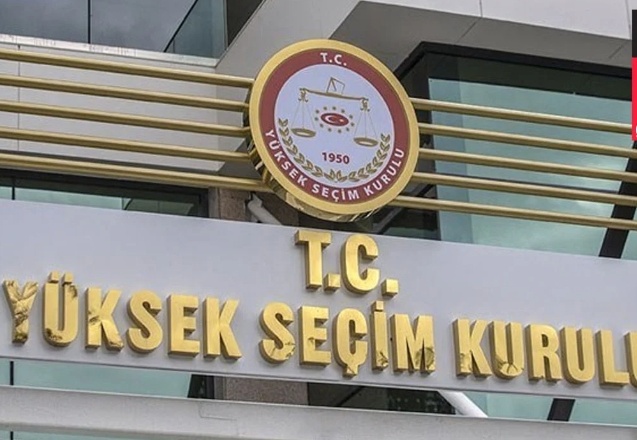 T.C.
1950
YÜKSEK SEÇİM KURULU
T.C.
YÜKSEK SEÇİM KURULU